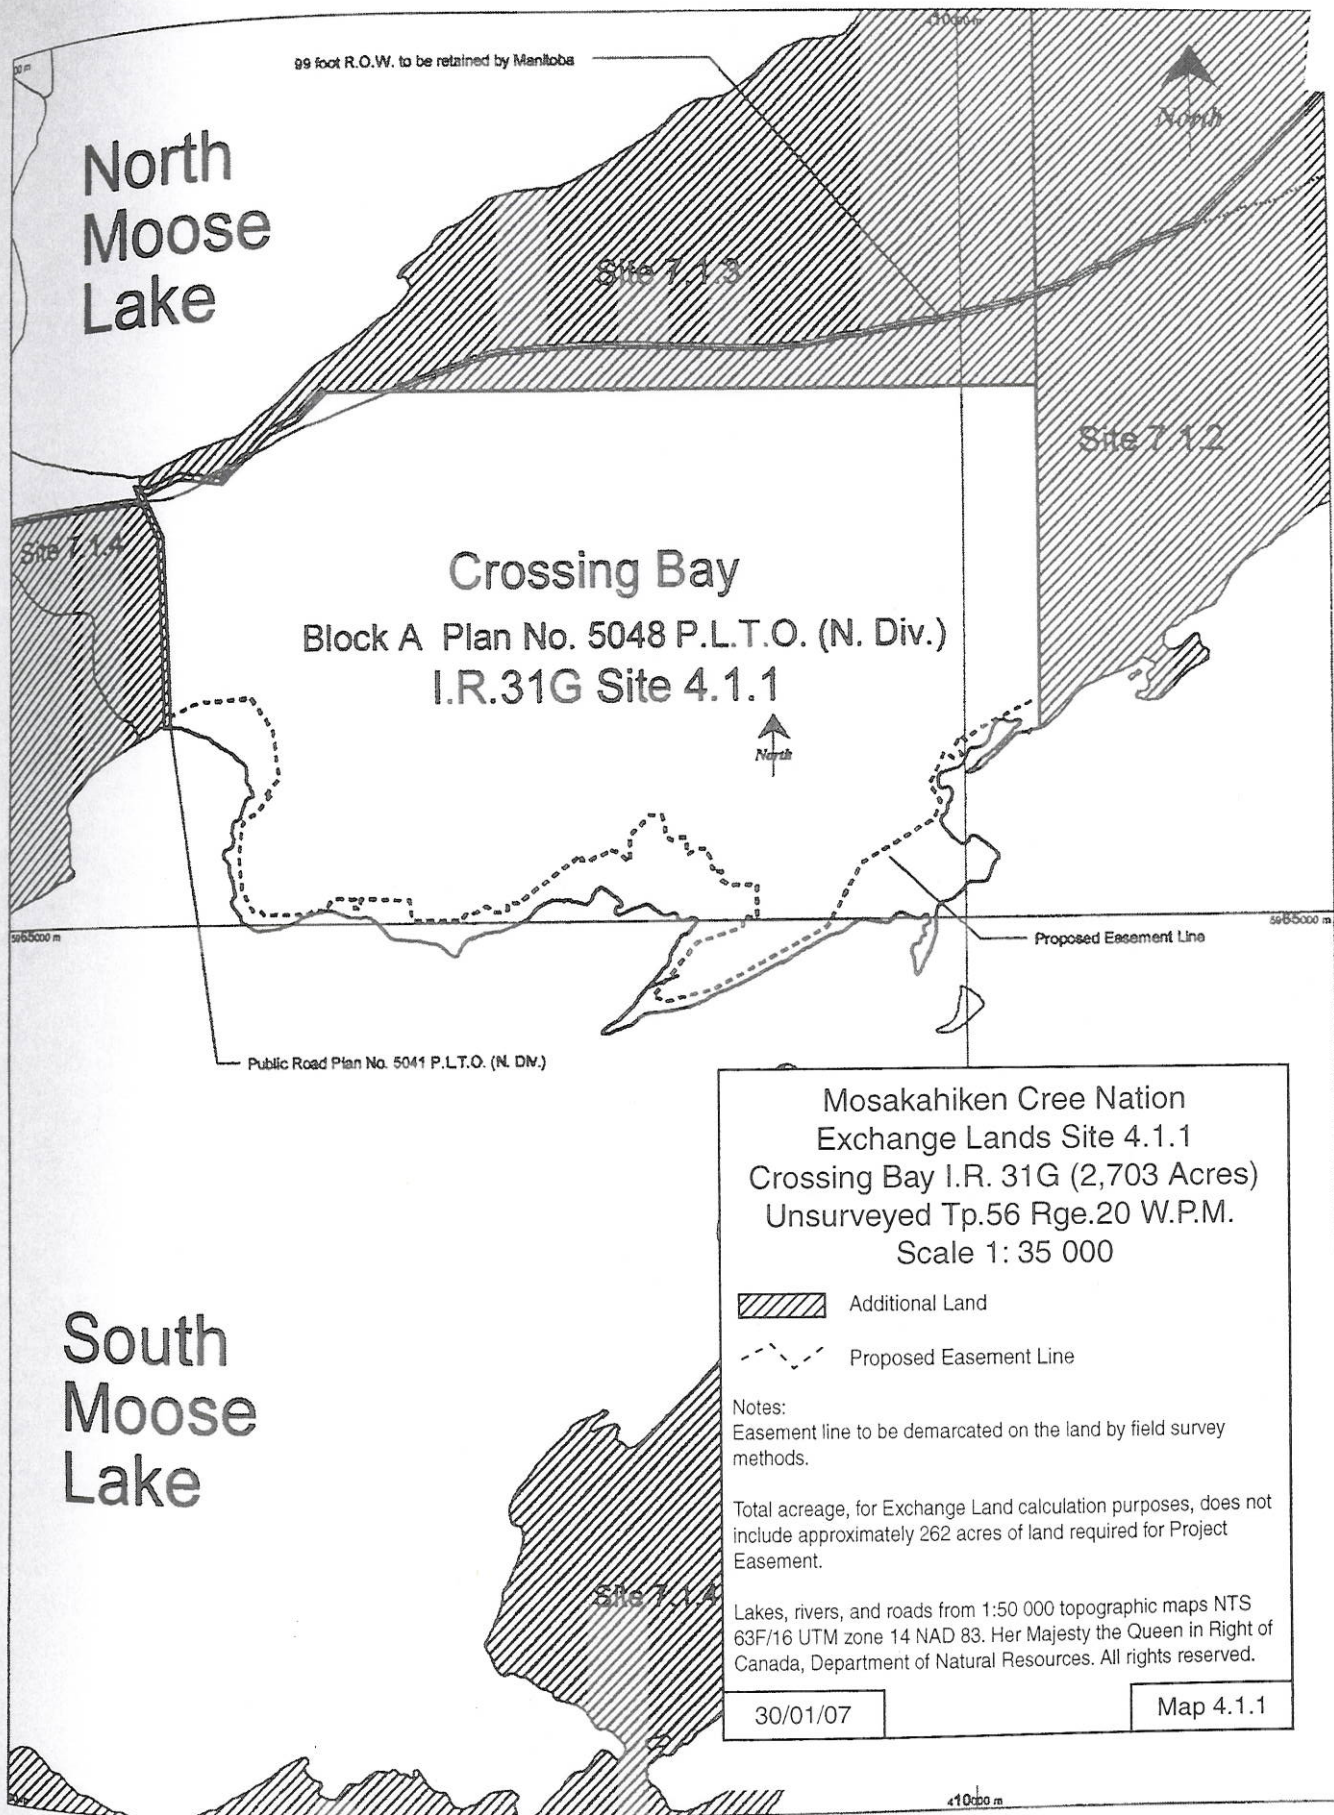 410000 m
99 foot R.O.W. to be retained by Manitoba
North
North
Moose
Lake
Site 7.1.3
Site 7.1.2
Site 7.1.4
Crossing Bay
Block A Plan No. 5048 P.L.T.O. (N. Div.)
I.R.31G Site 4.1.1
North
5965000 m
5965000 m
Proposed Easement Line
Public Road Plan No. 5041 P.L.T.O. (N. DIV.)
Mosakahiken Cree Nation
Exchange Lands Site 4.1.1
Crossing Bay I.R. 31G (2,703 Acres)
Unsurveyed Tp.56 Rge.20 W.P.M.
Scale 1: 35 000
Additional Land
Proposed Easement Line
Notes:
Easement line to be demarcated on the land by field survey
methods.
Total acreage, for Exchange Land calculation purposes, does not
include approximately 262 acres of land required for Project
Easement.
Lakes, rivers, and roads from 1:50 000 topographic maps NTS
63F/16 UTM zone 14 NAD 83. Her Majesty the Queen in Right of
Canada, Department of Natural Resources. All rights reserved.
30/01/07
Map 4.1.1
South
Moose
Lake
Site 7.1.4
410000 m